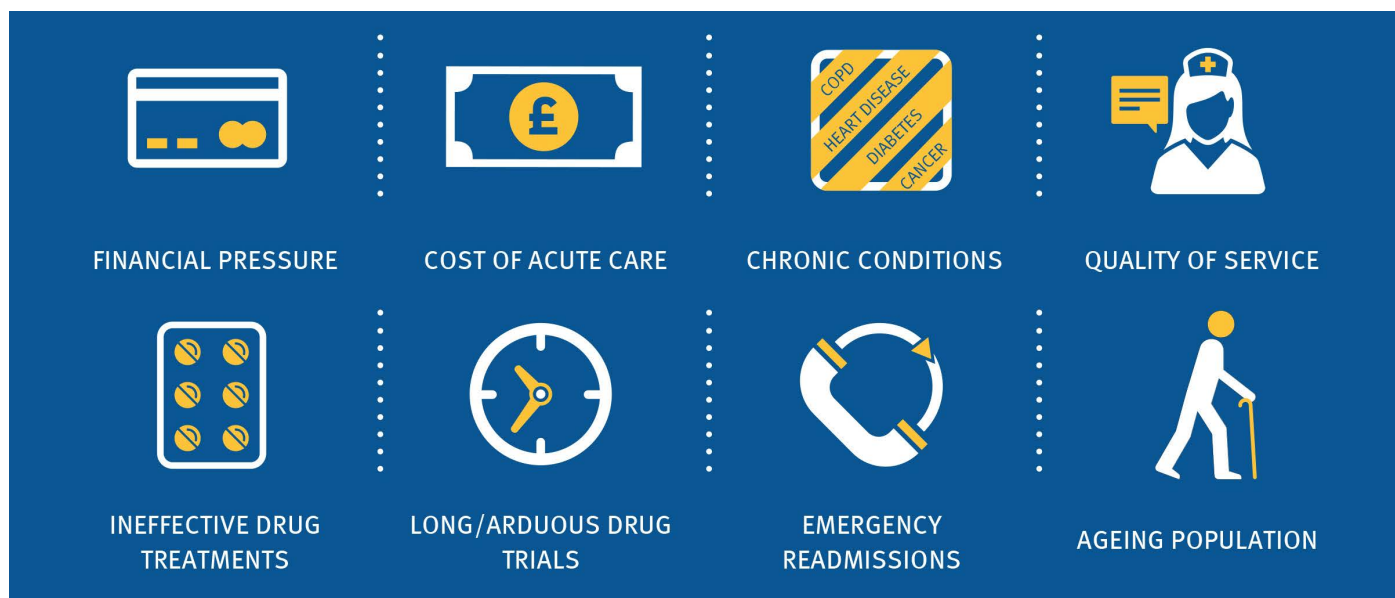 £
COPD
HEART DISEASE
DIABETES
CANCER
FINANCIAL PRESSURE
COST OF ACUTE CARE
CHRONIC CONDITIONS
QUALITY OF SERVICE
INEFFECTIVE DRUG
TREATMENTS
LONG/ARDUOUS DRUG
TRIALS
EMERGENCY
READMISSIONS
AGEING POPULATION